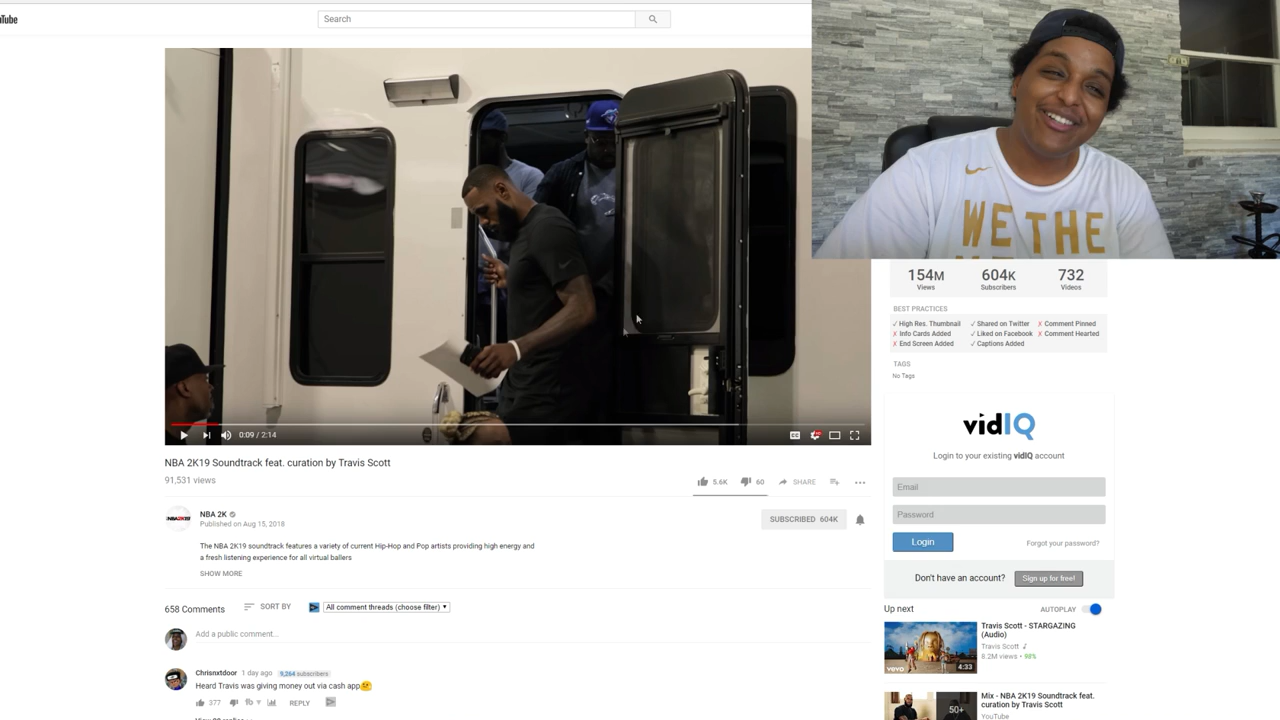 Tube
Search
WE THE
154M
Views
604K
Subscribers
732
Videos
BEST PRACTICES
✓ High Res. Thumbnail
✓ Shared on Twitter
✗ Comment Pinned
✗ Info Cards Added
✓ Liked on Facebook
✗ Comment Hearted
✗ End Screen Added
✓ Captions Added
TAGS
No Tags
0:09 / 2:14
CC
NBA 2K19 Soundtrack feat. curation by Travis Scott
91,531 views
5.6K
60
SHARE
NBA2K19
NBA 2K
Published on Aug 15, 2018
SUBSCRIBED 604K
The NBA 2K19 soundtrack features a variety of current Hip-Hop and Pop artists providing high energy and
a fresh listening experience for all virtual ballers
SHOW MORE
658 Comments
SORT BY
All comment threads (choose filter)
Add a public comment...
Chrisnxtdoor 1 day ago 9,264 subscribers
Heard Travis was giving money out via cash app
377
REPLY
vidIQ
Login to your existing vidIQ account
Email
Password
Login
Forgot your password?
Don't have an account?
Sign up for free!
Up next
AUTOPLAY
Travis Scott - STARGAZING
(Audio)
Travis Scott ♪
8.2M views • 98%
vevo
4:33
Mix - NBA 2K19 Soundtrack feat.
curation by Travis Scott
YouTube
50+